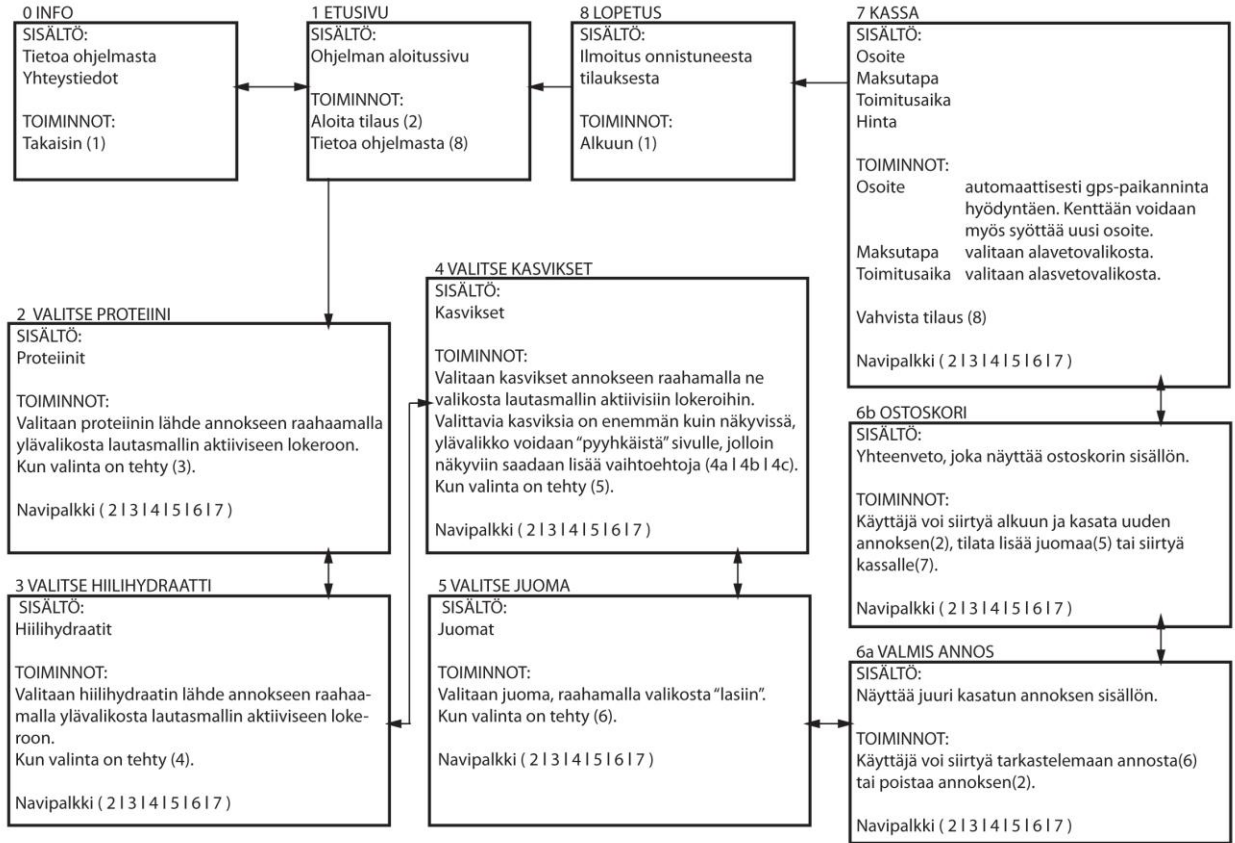 0 INFO
SISÄLTÖ:
Tietoa ohjelmasta
Yhteystiedot
TOIMINNOT:
Takaisin (1)
1 ETUSIVU
SISÄLTÖ:
Ohjelman aloitussivu
TOIMINNOT:
Aloita tilaus (2)
Tietoa ohjelmasta (8)
8 LOPETUS
SISÄLTÖ:
Ilmoitus onnistuneesta
tilauksesta
TOIMINNOT:
Alkuun (1)
7 KASSA
SISÄLTÖ:
Osoite
Maksutapa
Toimitusaika
Hinta
TOIMINNOT:
Osoite automaattisesti gps-paikanninta
hyödyntäen. Kenttään voidaan
myös syöttää uusi osoite.
Maksutapa valitaan alavetovalikosta.
Toimitusaika valitaan alasvetovalikosta.
Vahvista tilaus (8)
Navipalkki ( 2 l 3 l 4 l 5 l 6 l 7 )
2 VALITSE PROTEIINI
SISÄLTÖ:
Proteiinit
TOIMINNOT:
Valitaan proteiinin lähde annokseen raahaamalla
ylävalikosta lautasmallin aktiiviseen lokeroon.
Kun valinta on tehty (3).
Navipalkki ( 2 l 3 l 4 l 5 l 6 l 7 )
3 VALITSE HIILIHYDRAATTI
SISÄLTÖ:
Hiilihydraatit
TOIMINNOT:
Valitaan hiilihydraatin lähde annokseen raahaa-
malla ylävalikosta lautasmallin aktiiviseen loke-
roon.
Kun valinta on tehty (4).
Navipalkki ( 2 l 3 l 4 l 5 l 6 l 7 )
4 VALITSE KASVIKSET
SISÄLTÖ:
Kasvikset
TOIMINNOT:
Valitaan kasvikset annokseen raahamalla ne
valikosta lautasmallin aktiivisiin lokeroihin.
Valittavia kasviksia on enemmän kuin näkyvissä,
ylävalikko voidaan “pyyhkäistä” sivulle, jolloin
näkyviin saadaan lisää vaihtoehtoja (4a l 4b l 4c).
Kun valinta on tehty (5).
Navipalkki ( 2 l 3 l 4 l 5 l 6 l 7 )
5 VALITSE JUOMA
SISÄLTÖ:
Juomat
TOIMINNOT:
Valitaan juoma, raahamalla valikosta “lasiin”.
Kun valinta on tehty (6).
Navipalkki ( 2 l 3 l 4 l 5 l 6 l 7 )
6b OSTOSKORI
SISÄLTÖ:
Yhteenveto, joka näyttää ostoskorin sisällön.
TOIMINNOT:
Käyttäjä voi siirtyä alkuun ja kasata uuden
annoksen(2), tilata lisää juomaa(5) tai siirtyä
kassalle(7).
Navipalkki ( 2 l 3 l 4 l 5 l 6 l 7 )
6a VALMIS ANNOS
SISÄLTÖ:
Näyttää juuri kasatun annoksen sisällön.
TOIMINNOT:
Käyttäjä voi siirtyä tarkastelemaan annosta(6)
tai poistaa annoksen(2).
Navipalkki ( 2 l 3 l 4 l 5 l 6 l 7 )